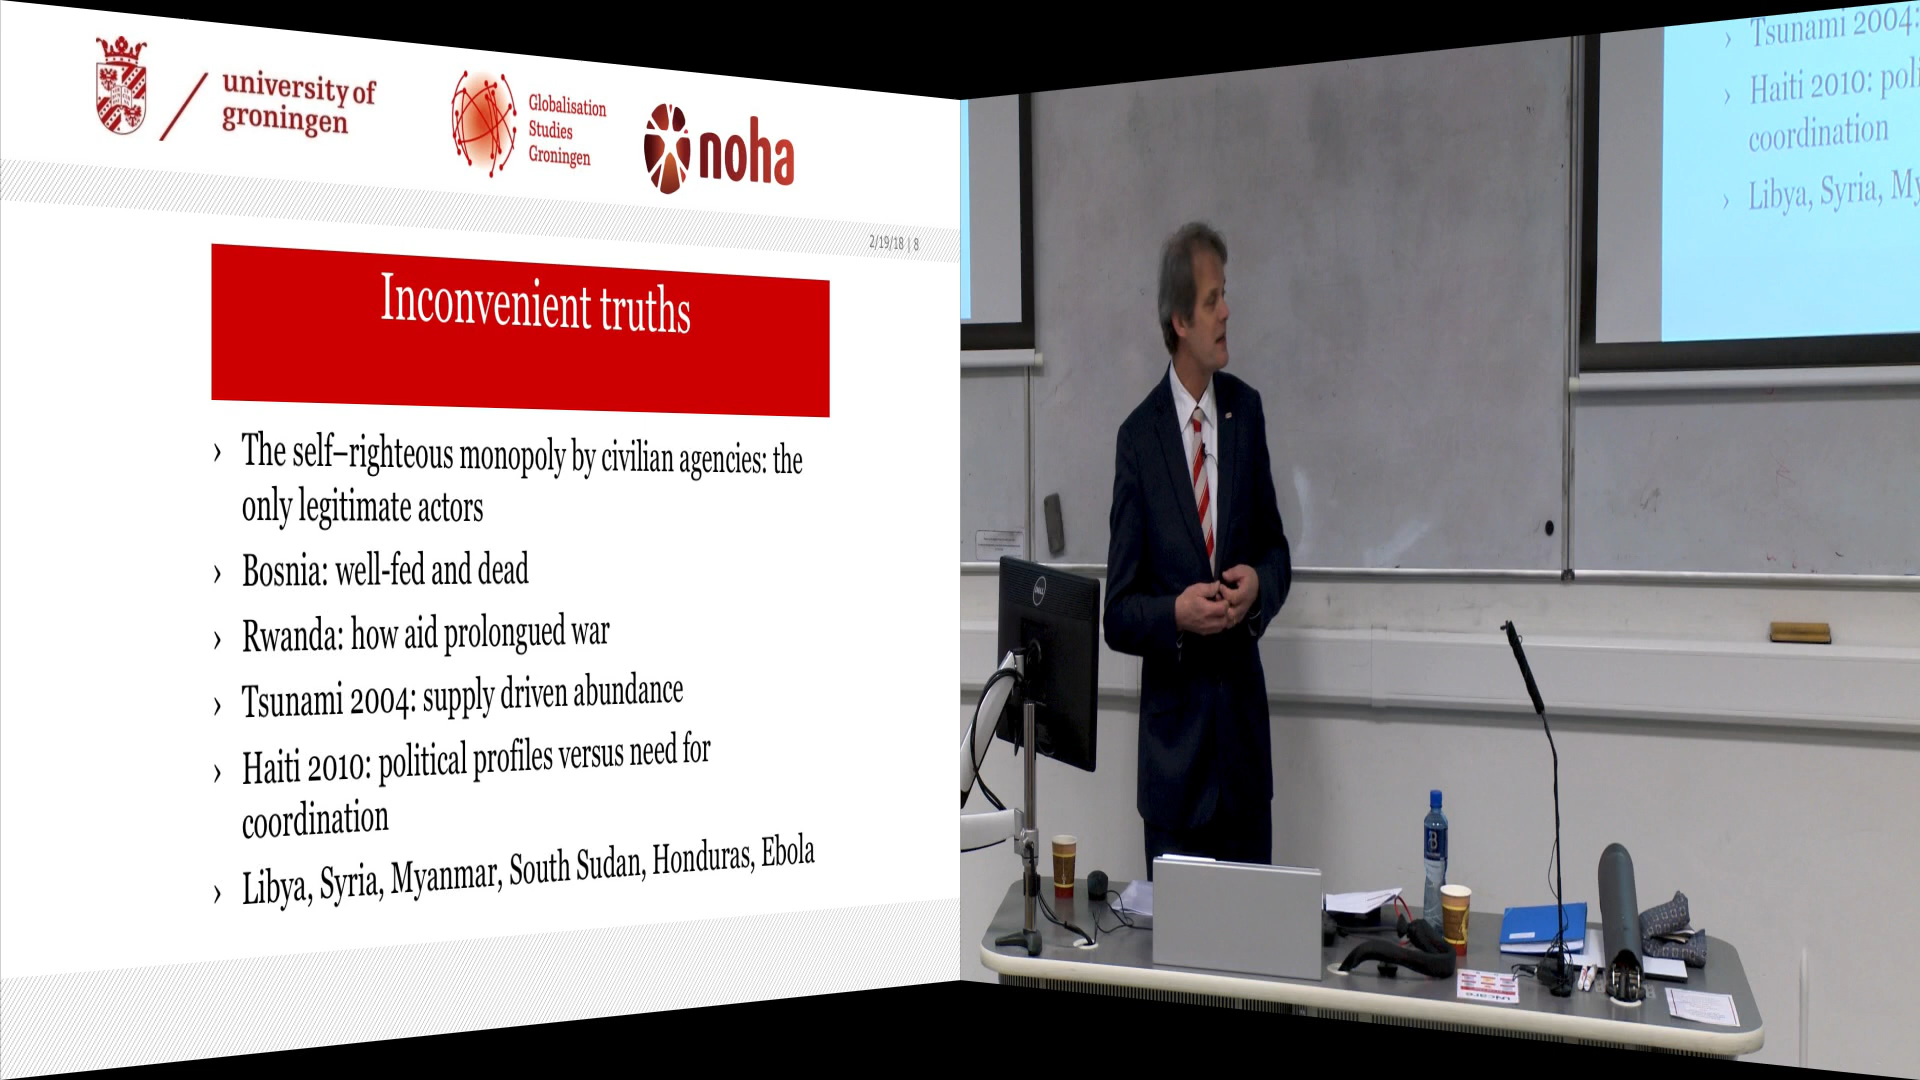 university of
groningen
Globalisation
Studies
Groningen
noha
2/19/18 | 8
Inconvenient truths
› The self–righteous monopoly by civilian agencies: the
only legitimate actors
› Bosnia: well-fed and dead
› Rwanda: how aid prolongued war
› Tsunami 2004: supply driven abundance
› Haiti 2010: political profiles versus need for
coordination
› Libya, Syria, Myanmar, South Sudan, Honduras, Ebola
› Tsunami 2004:
› Haiti 2010: poli
coordination
› Libya, Syria, My
DELL
B